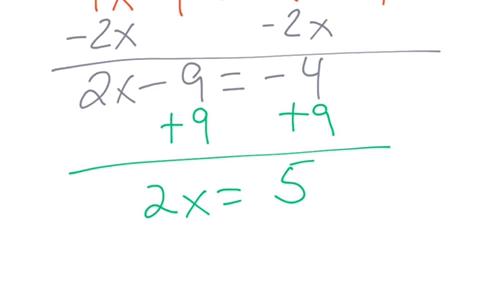 -2x -2x
2x - 9 = - 4
+9 +9
2x = 5